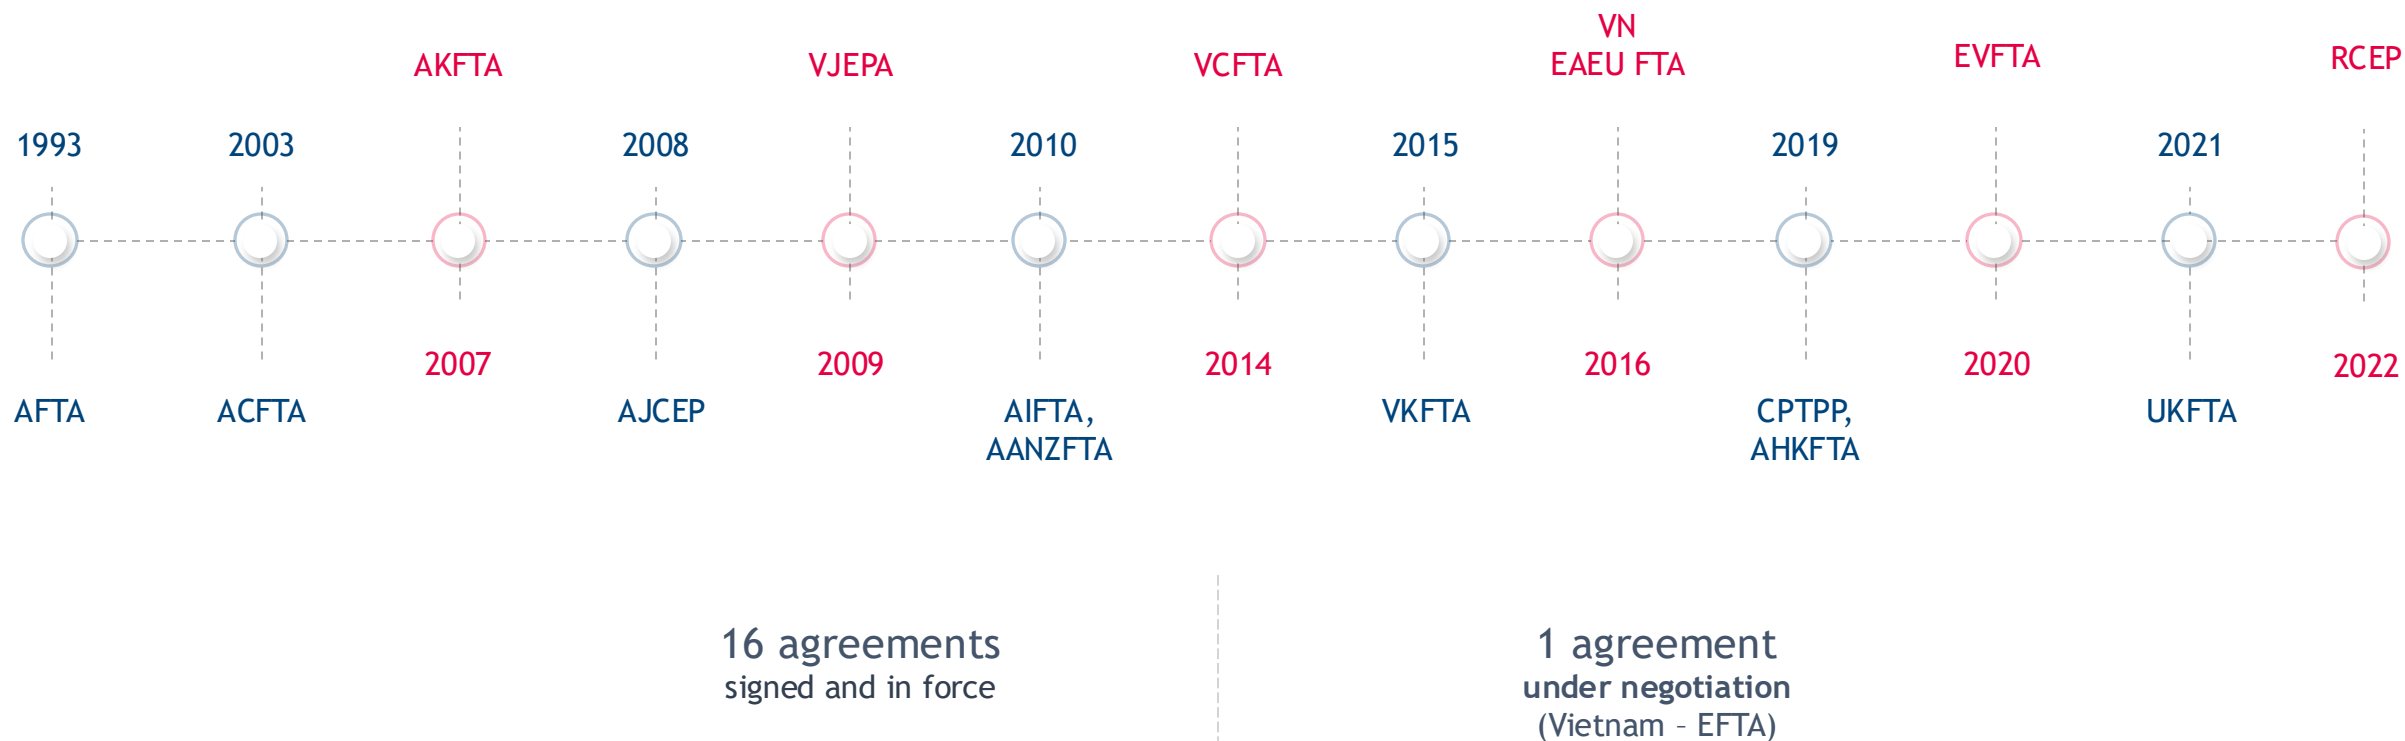 VN
AKFTA
VJEPA
VCFTA
EAEU FTA
EVFTA
RCEP
1993
2003
2008
2010
2015
2019
2021
2007
2009
2014
2016
2020
2022
AFTA
ACFTA
AJCEP
AIFTA,
AANZFTA
VKFTA
CPTPP,
AHKFTA
UKFTA
16 agreements
signed and in force
1 agreement
under negotiation
(Vietnam – EFTA)